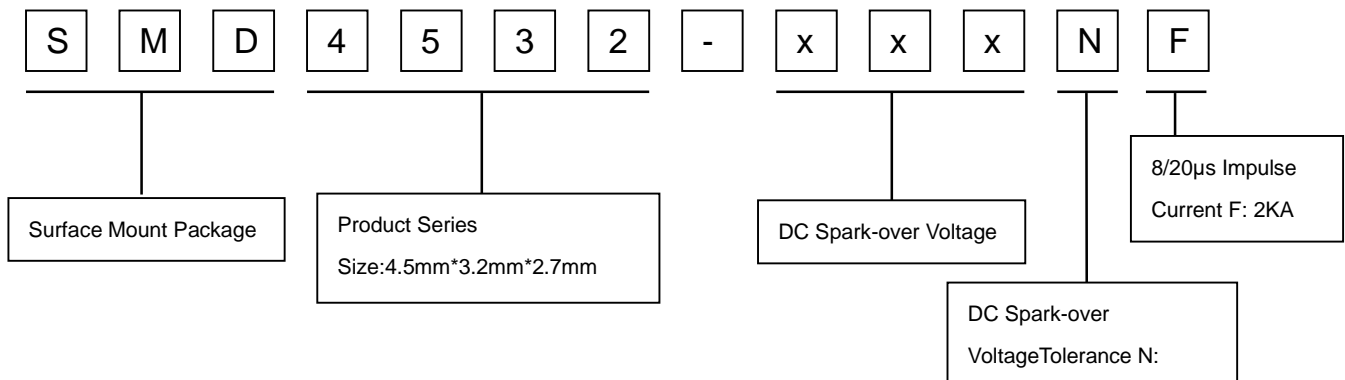 S M D 4 5 3 2 - x x x N F
8/20µs Impulse
Current F: 2KA
Surface Mount Package
Product Series
Size:4.5mm*3.2mm*2.7mm
DC Spark-over Voltage
DC Spark-over
VoltageTolerance N: